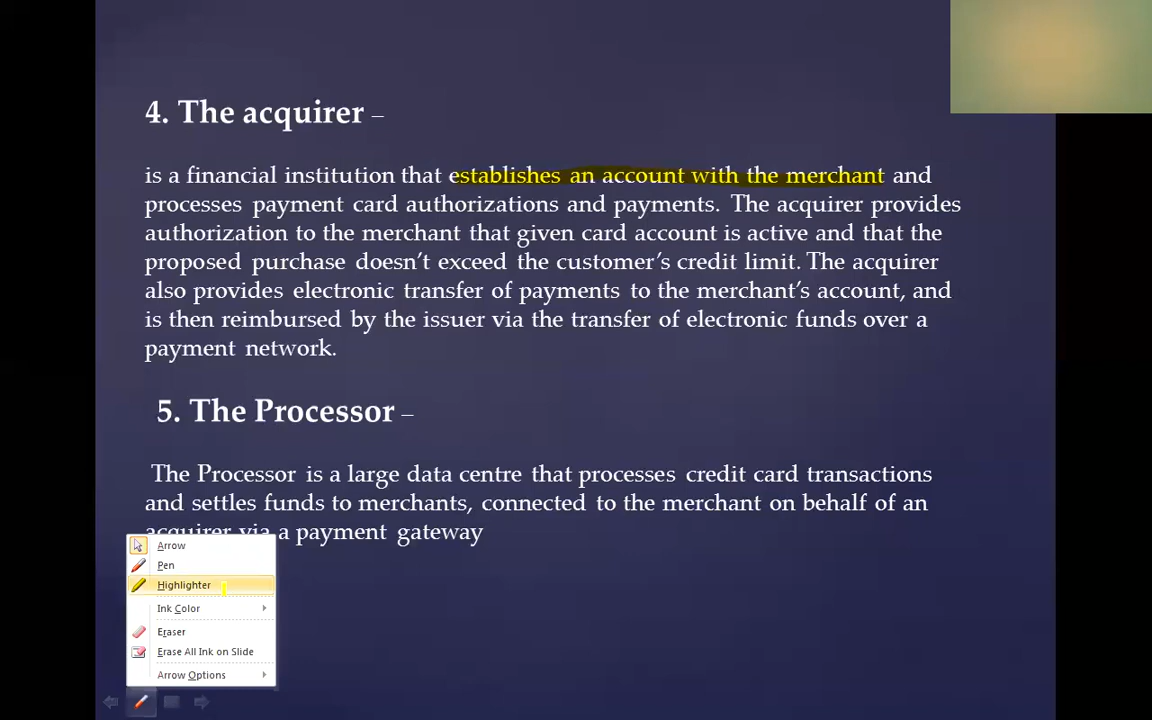 4. The acquirer –
is a financial institution that establishes an account with the merchant and
processes payment card authorizations and payments. The acquirer provides
authorization to the merchant that given card account is active and that the
proposed purchase doesn’t exceed the customer’s credit limit. The acquirer
also provides electronic transfer of payments to the merchant’s account, and
is then reimbursed by the issuer via the transfer of electronic funds over a
payment network.
5. The Processor –
The Processor is a large data centre that processes credit card transactions
and settles funds to merchants, connected to the merchant on behalf of an
acquirer via a payment gateway
Arrow
Pen
Highlighter
Ink Color
Eraser
Erase All Ink on Slide
Arrow Options